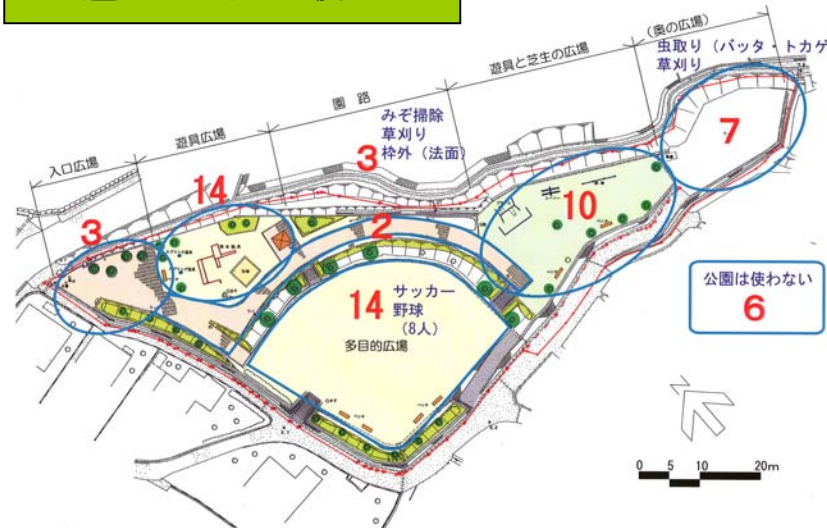 (奥の広場)
虫取り(バッタ・トカゲ
草刈り
遊具と芝生の広場
園路
みぞ掃除
草刈り
枠外(法面)
遊具広場
入口広場
7
3
14
3
10
2
14
サッカー
野球
(8人)
多目的広場
公園は使わない
6
0 5 10 20m